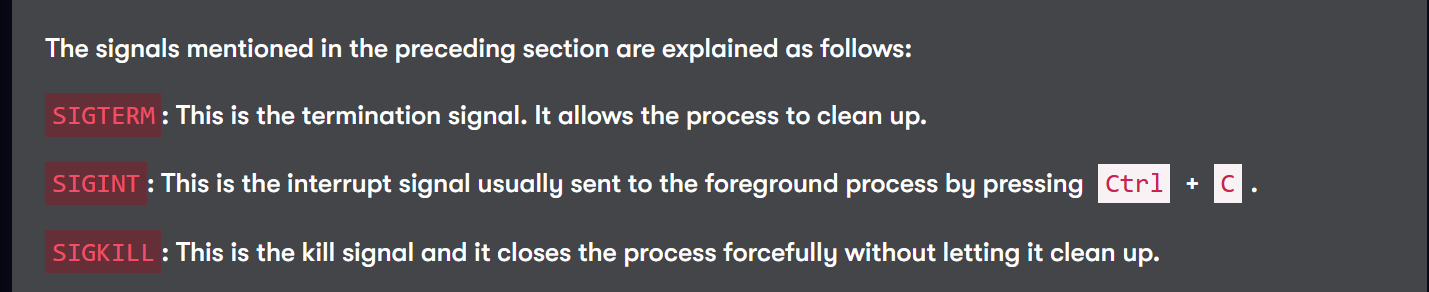 The signals mentioned in the preceding section are explained as follows:
SIGTERM: This is the termination signal. It allows the process to clean up.
SIGINT: This is the interrupt signal usually sent to the foreground process by pressing Ctrl + C .
SIGKILL: This is the kill signal and it closes the process forcefully without letting it clean up.